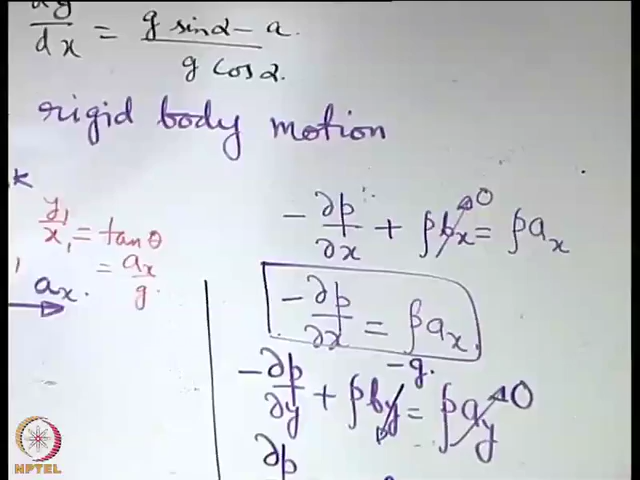 dy/dx = (g sinα - a)/(g cosα).
rigid body motion
y₁/x₁ = tanθ
= aₓ/g.
aₓ.
-∂p/∂x + ρbₓ = ρaₓ
0
-∂p/∂x = ρaₓ
-∂p/∂y + ρb_y = ρa_y
-g.
0
∂p
NPTEL